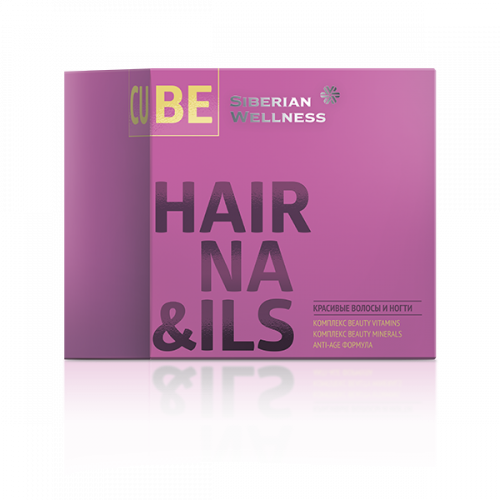 CUBE
SIBERIAN
WELLNESS
HAIR
NA
&ILS
КРАСИВЫЕ ВОЛОСЫ И НОГТИ
КОМПЛЕКС BEAUTY VITAMINS
КОМПЛЕКС BEAUTY MINERALS
ANTI-AGE ФОРМУЛА